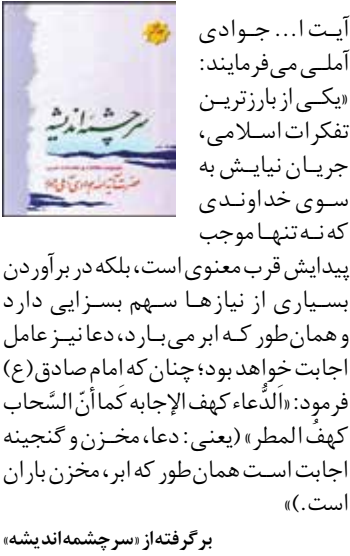 آیت ا... جوادی
آملی می‌فرمایند:
«یکی از بارزترین
تفکرات اسلامی،
جریان نیایش به
سوی خداوندی
که نه تنها موجب
پیدایش قرب معنوی است، بلکه در برآوردن
بسیاری از نیازها سهم بسزایی دارد
و همان‌طور که ابر می‌بارد، دعا نیز عامل
اجابت خواهد بود؛ چنان که امام صادق(ع)
فرمود: «اَلدُّعاء کهف الإجابه کَماأنّ السَّحاب
کهفُ المطر» (یعنی: دعا، مخزن و گنجینه
اجابت است همان‌طور که ابر، مخزن باران
است.)»
برگرفته‌از «سرچشمه‌اندیشه»
سرچشمه اندیشه